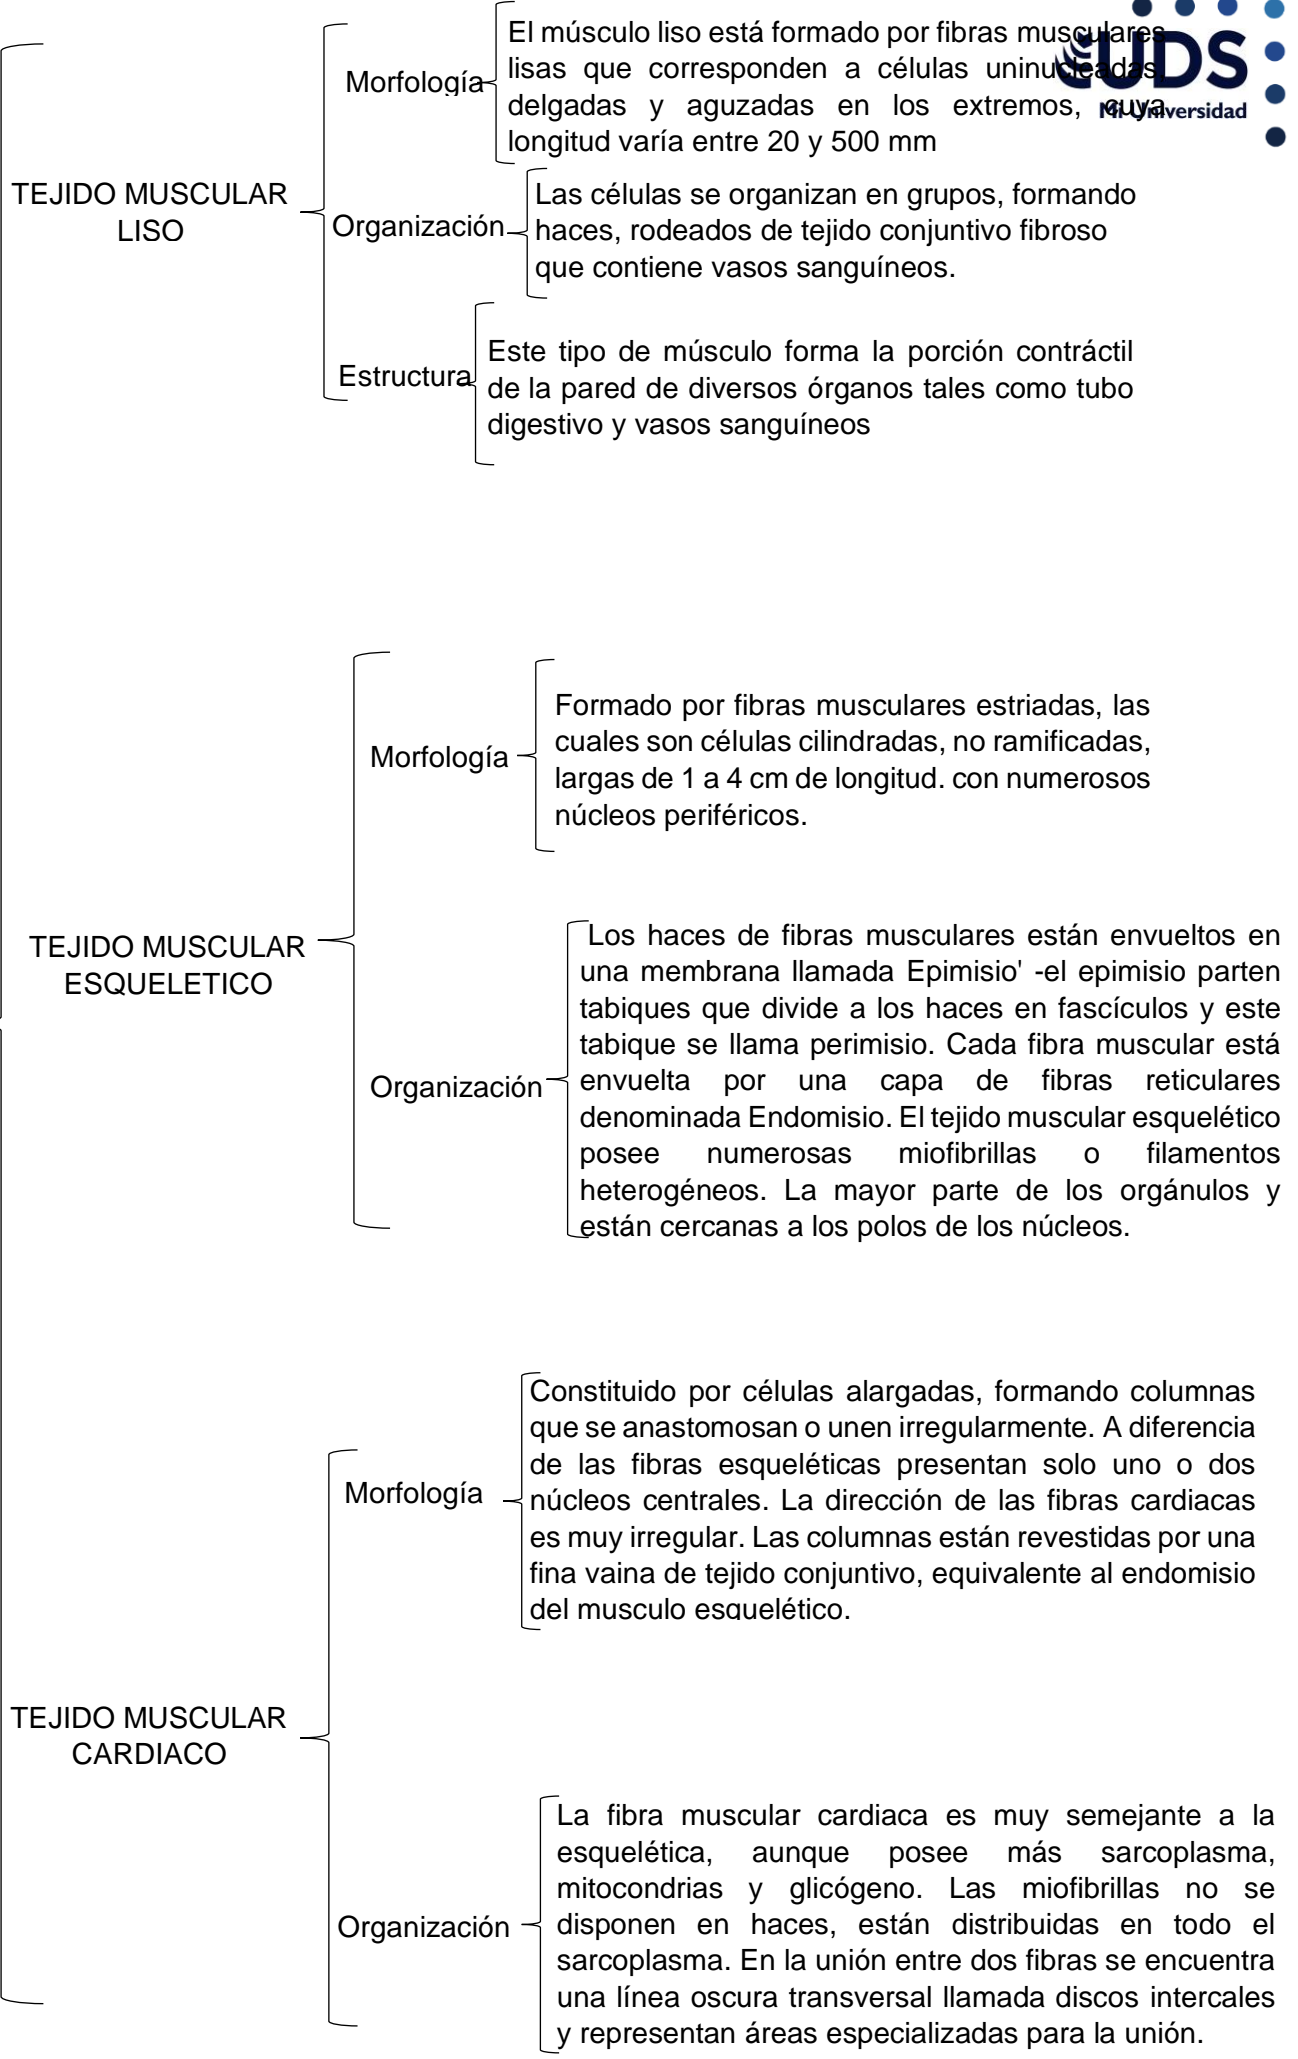 El músculo liso está formado por fibras musculares
lisas que corresponden a células uninucleadas,
delgadas y aguzadas en los extremos, cuya
longitud varía entre 20 y 500 mm
Morfología
UDS
Mi Universidad
TEJIDO MUSCULAR
LISO
Organización
Las células se organizan en grupos, formando
haces, rodeados de tejido conjuntivo fibroso
que contiene vasos sanguíneos.
Estructura
Este tipo de músculo forma la porción contráctil
de la pared de diversos órganos tales como tubo
digestivo y vasos sanguíneos
Morfología
Formado por fibras musculares estriadas, las
cuales son células cilindradas, no ramificadas,
largas de 1 a 4 cm de longitud. con numerosos
núcleos periféricos.
TEJIDO MUSCULAR
ESQUELETICO
Organización
Los haces de fibras musculares están envueltos en
una membrana llamada Epimisio' -el epimisio parten
tabiques que divide a los haces en fascículos y este
tabique se llama perimisio. Cada fibra muscular está
envuelta por una capa de fibras reticulares
denominada Endomisio. El tejido muscular esquelético
posee numerosas miofibrillas o filamentos
heterogéneos. La mayor parte de los orgánulos y
están cercanas a los polos de los núcleos.
Morfología
Constituido por células alargadas, formando columnas
que se anastomosan o unen irregularmente. A diferencia
de las fibras esqueléticas presentan solo uno o dos
núcleos centrales. La dirección de las fibras cardiacas
es muy irregular. Las columnas están revestidas por una
fina vaina de tejido conjuntivo, equivalente al endomisio
del musculo esquelético.
TEJIDO MUSCULAR
CARDIACO
Organización
La fibra muscular cardiaca es muy semejante a la
esquelética, aunque posee más sarcoplasma,
mitocondrias y glicógeno. Las miofibrillas no se
disponen en haces, están distribuidas en todo el
sarcoplasma. En la unión entre dos fibras se encuentra
una línea oscura transversal llamada discos intercales
y representan áreas especializadas para la unión.